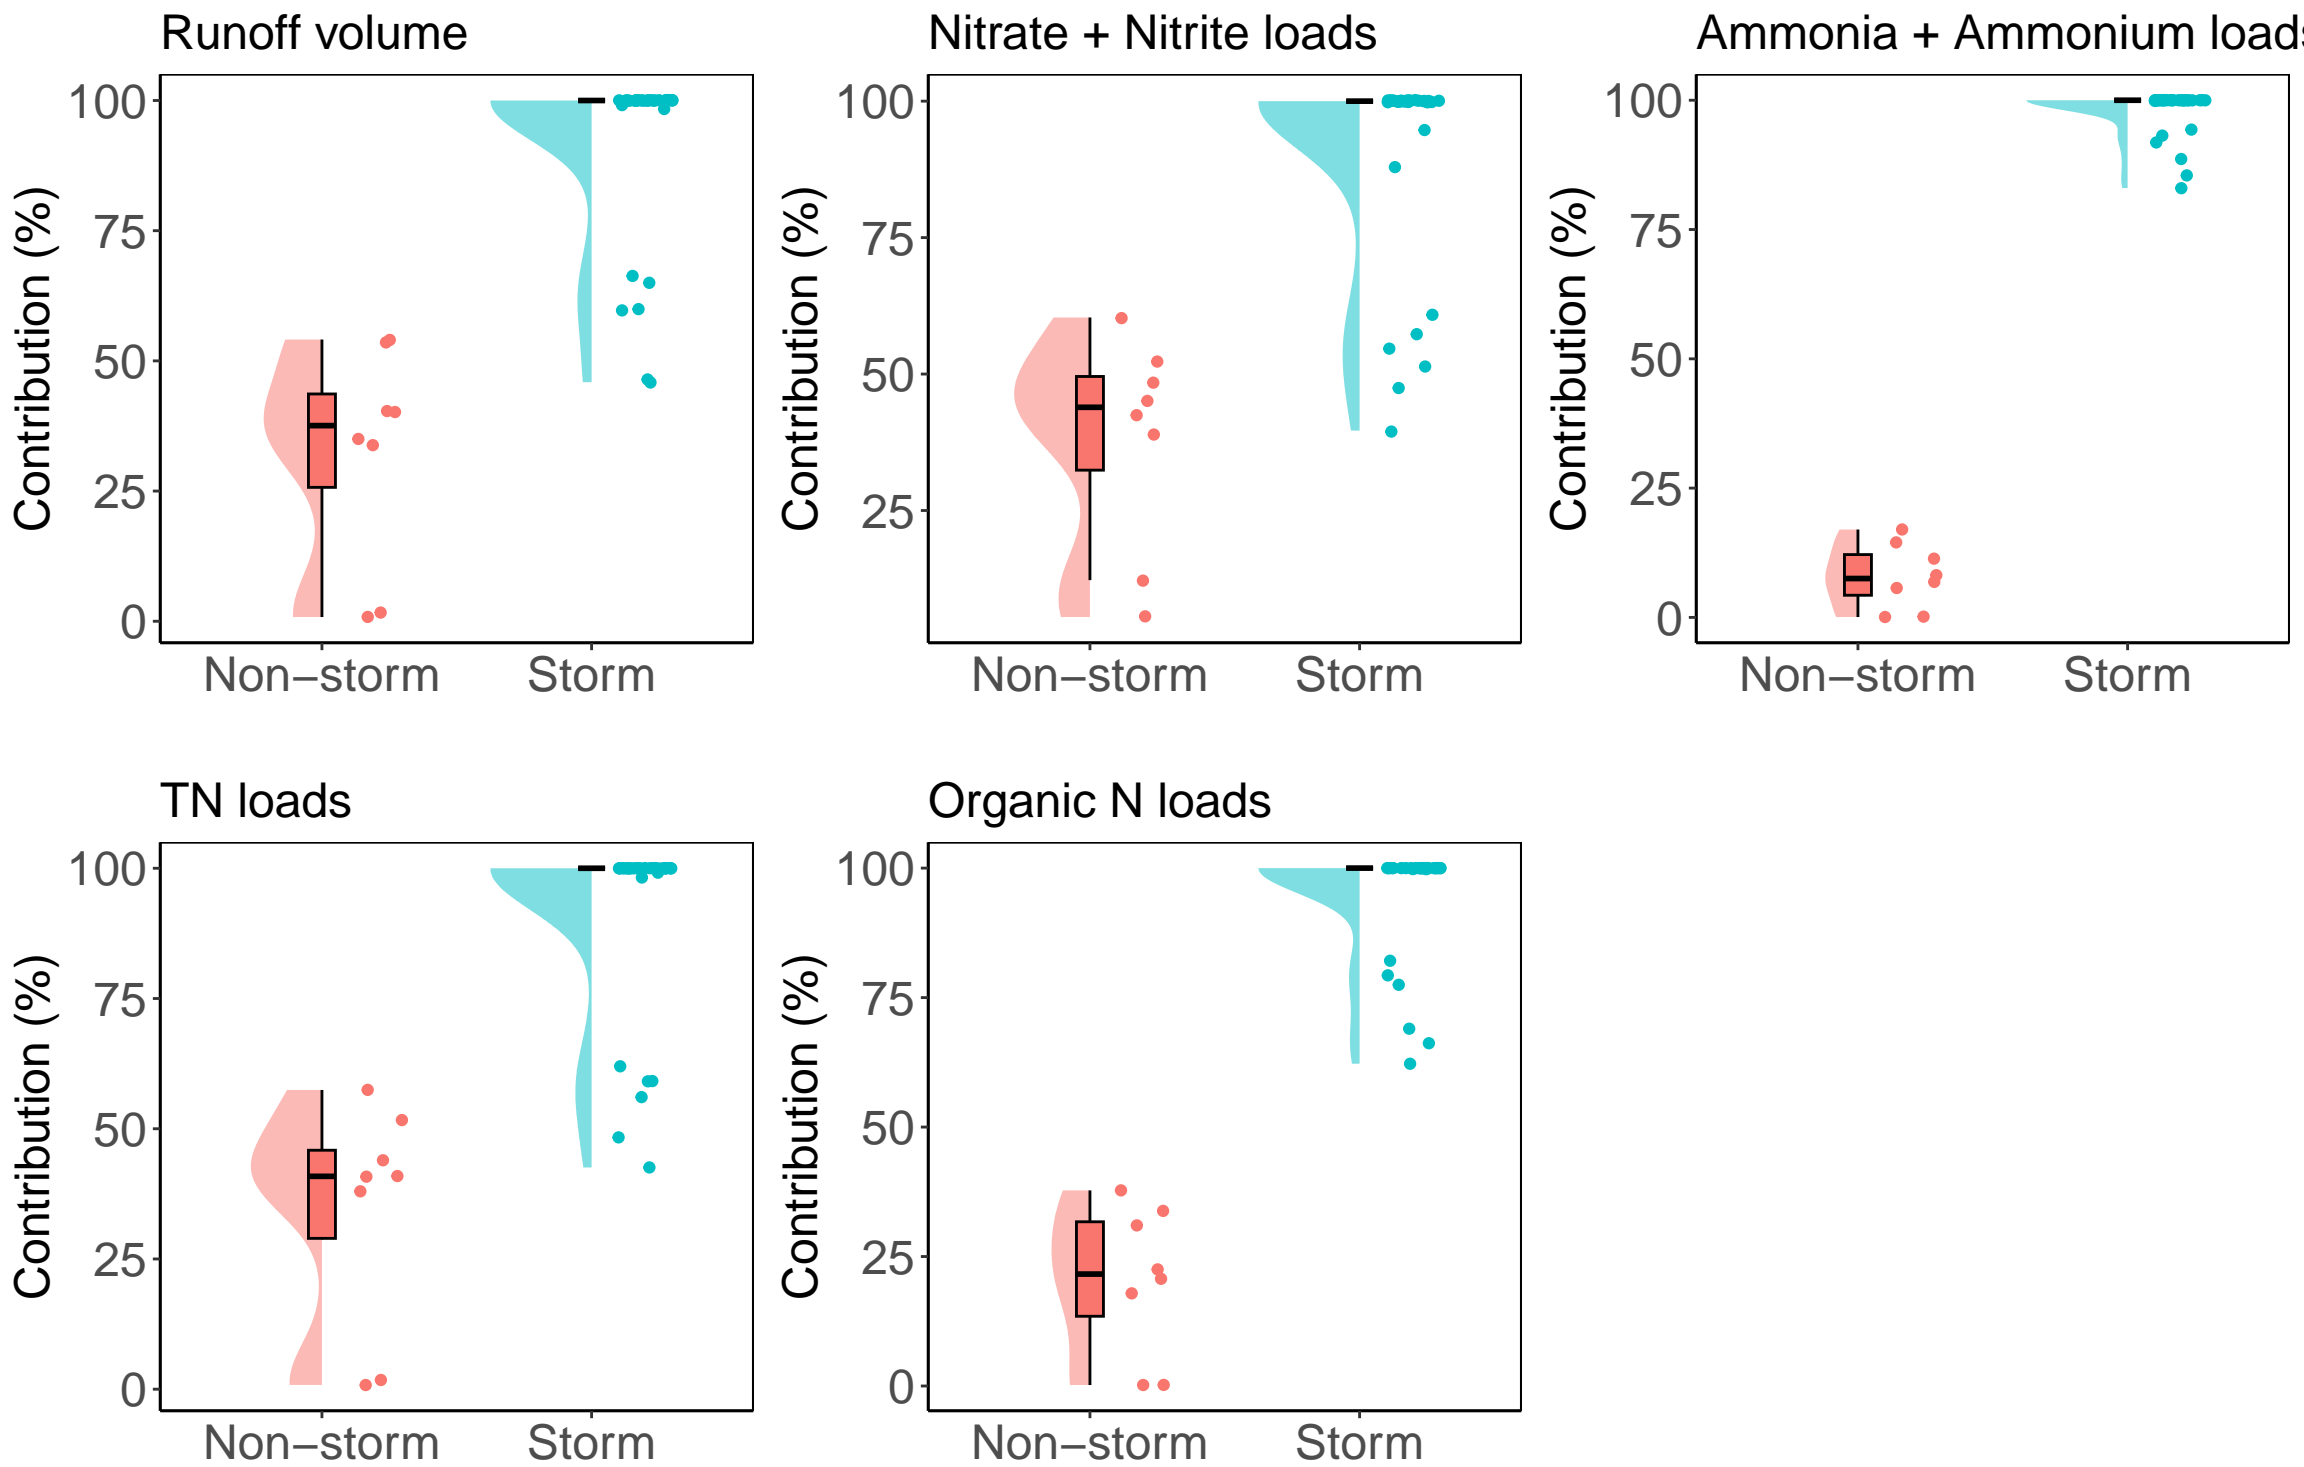 Runoff volume
Contribution (%)
100
75
50
25
0
Non−storm Storm
Nitrate + Nitrite loads
Contribution (%)
100
75
50
25
Non−storm Storm
Ammonia + Ammonium loads
Contribution (%)
100
75
50
25
0
Non−storm Storm
TN loads
Contribution (%)
100
75
50
25
0
Non−storm Storm
Organic N loads
Contribution (%)
100
75
50
25
0
Non−storm Storm